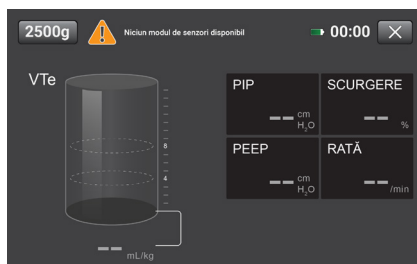 2500g
Niciun modul de senzori disponibil
00:00
VTe
8
4
-- mL/kg
PIP
-- cm H₂O
SCURGERE
-- %
PEEP
-- cm H₂O
RATĂ
-- /min